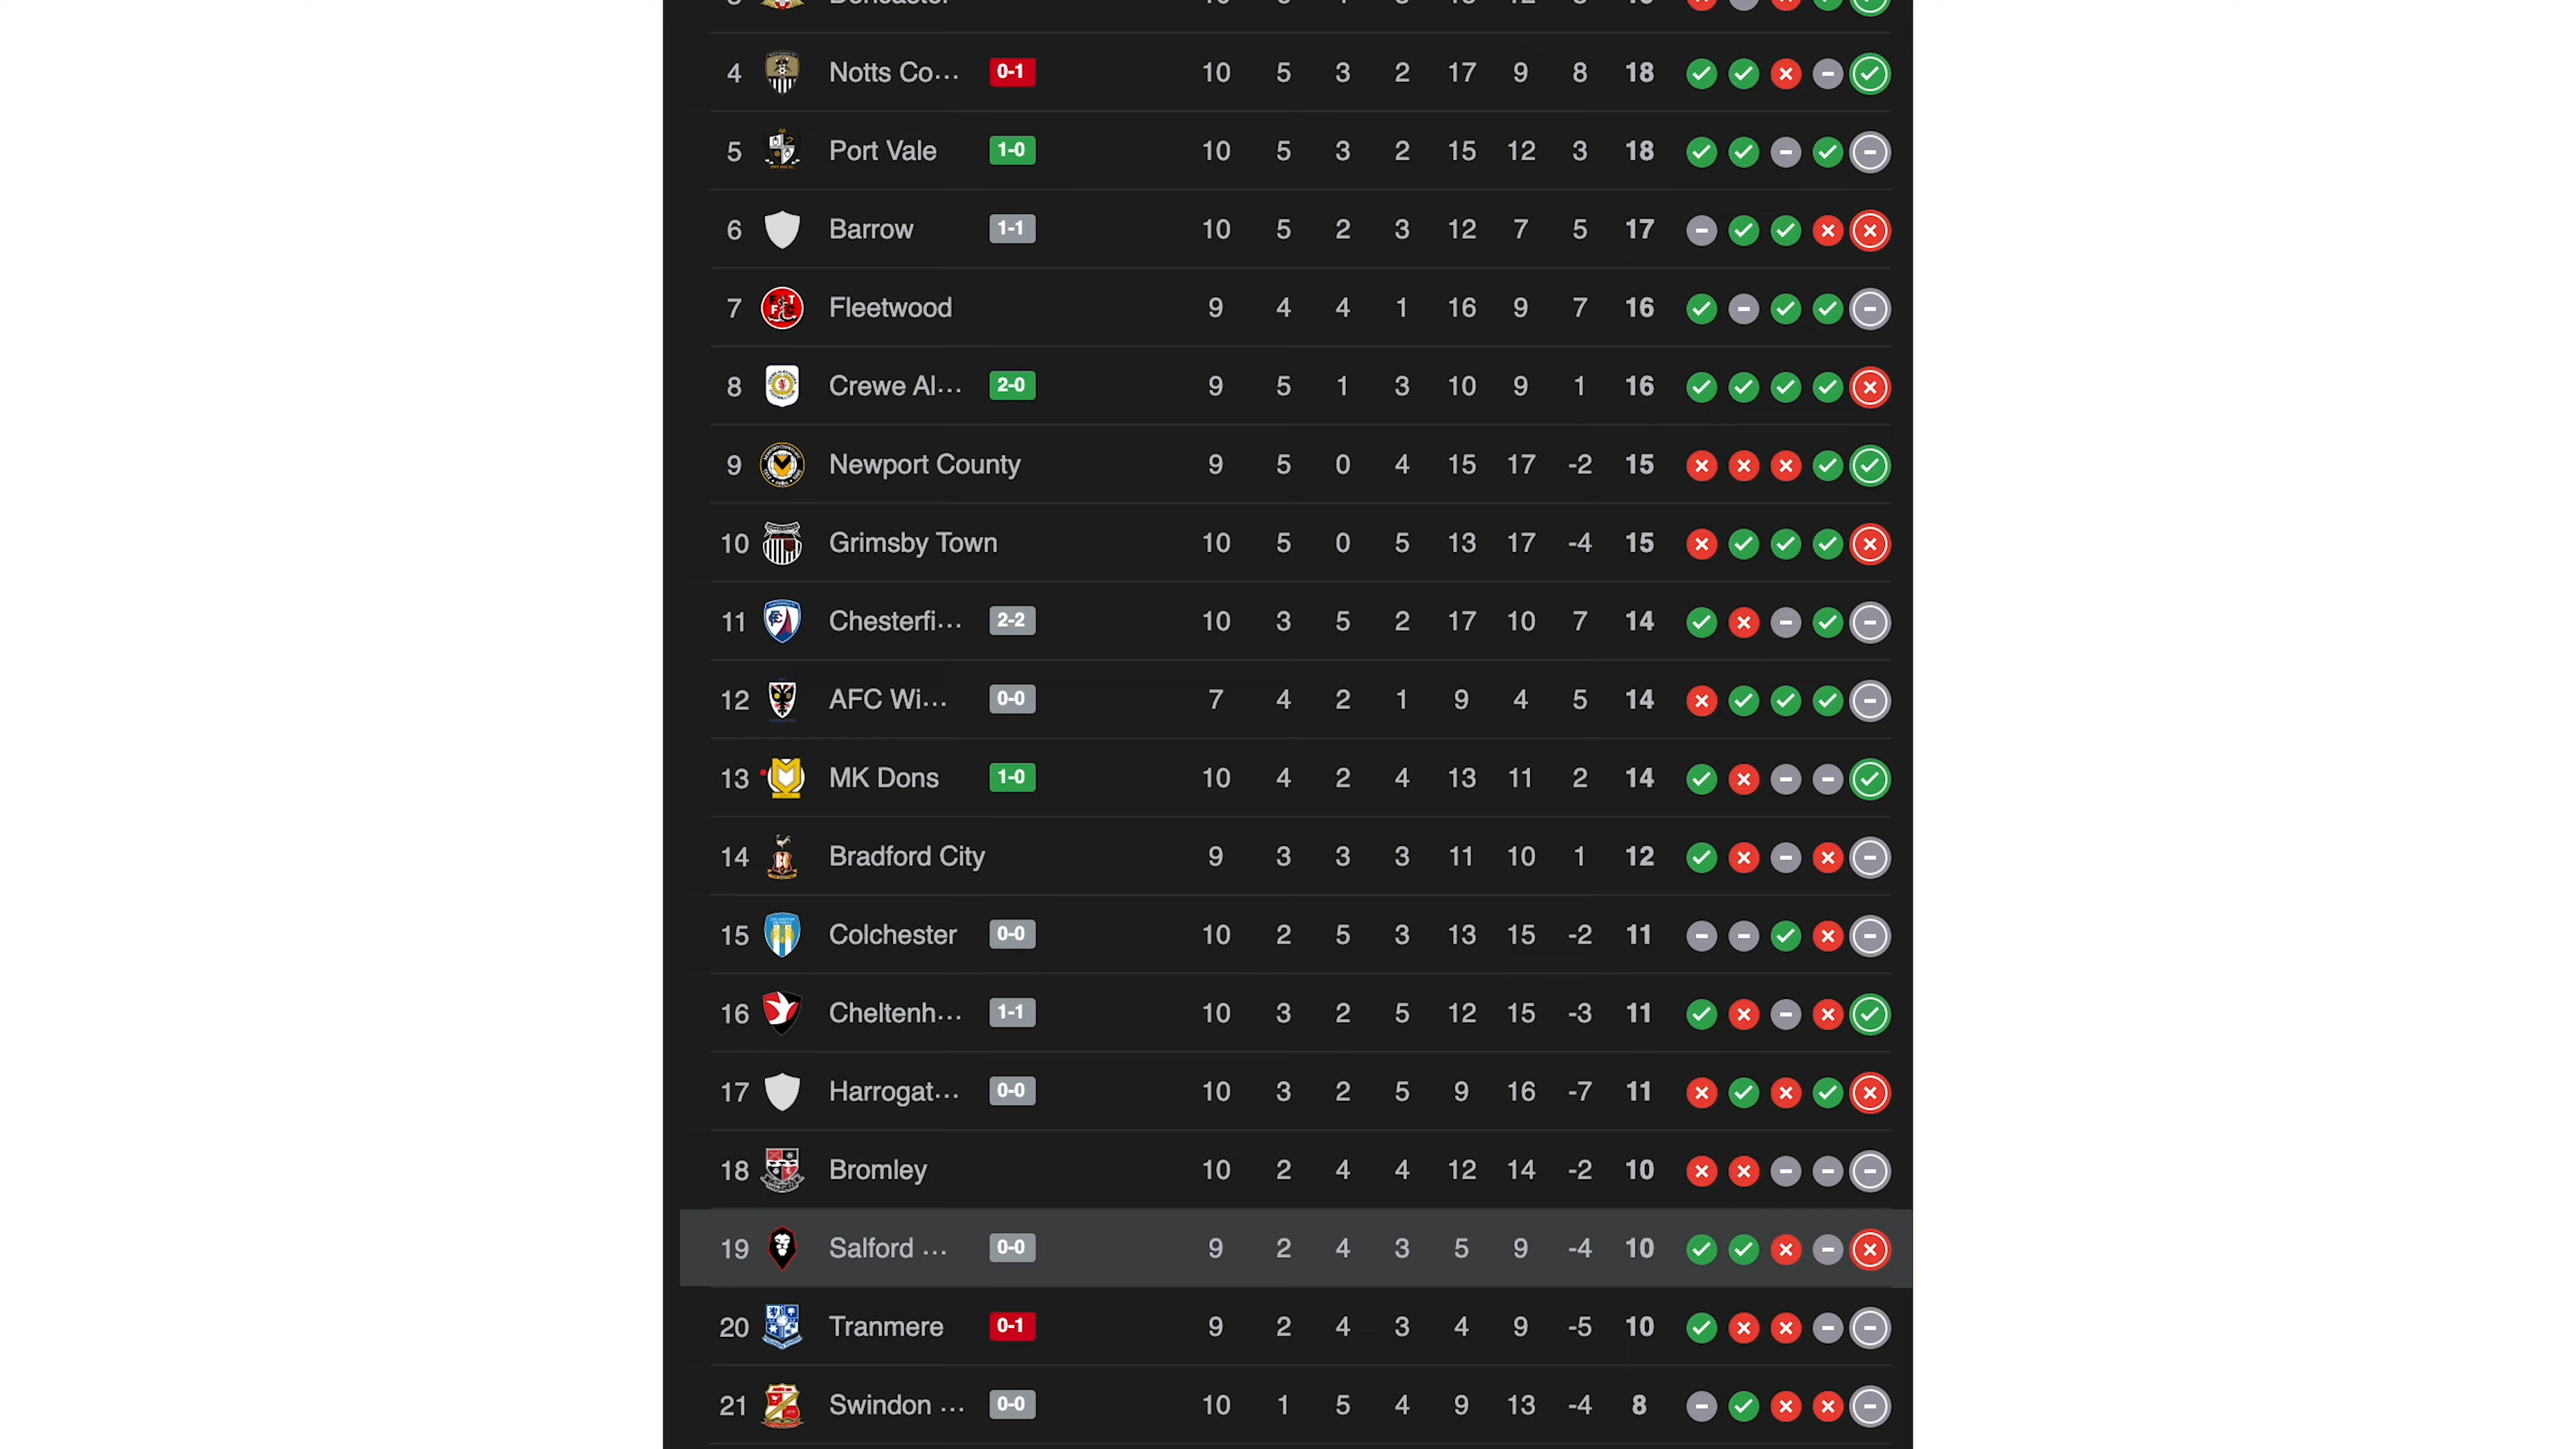 4 Notts Co... 0-1 10 5 3 2 17 9 8 18
5 Port Vale 1-0 10 5 3 2 15 12 3 18
6 Barrow 1-1 10 5 2 3 12 7 5 17
7 Fleetwood 9 4 4 1 16 9 7 16
8 Crewe Al... 2-0 9 5 1 3 10 9 1 16
9 Newport County 9 5 0 4 15 17 -2 15
10 Grimsby Town 10 5 0 5 13 17 -4 15
11 Chesterfi... 2-2 10 3 5 2 17 10 7 14
12 AFC Wi... 0-0 7 4 2 1 9 4 5 14
13 MK Dons 1-0 10 4 2 4 13 11 2 14
14 Bradford City 9 3 3 3 11 10 1 12
15 Colchester 0-0 10 2 5 3 13 15 -2 11
16 Cheltenh... 1-1 10 3 2 5 12 15 -3 11
17 Harrogat... 0-0 10 3 2 5 9 16 -7 11
18 Bromley 10 2 4 4 12 14 -2 10
19 Salford ... 0-0 9 2 4 3 5 9 -4 10
20 Tranmere 0-1 9 2 4 3 4 9 -5 10
21 Swindon ... 0-0 10 1 5 4 9 13 -4 8